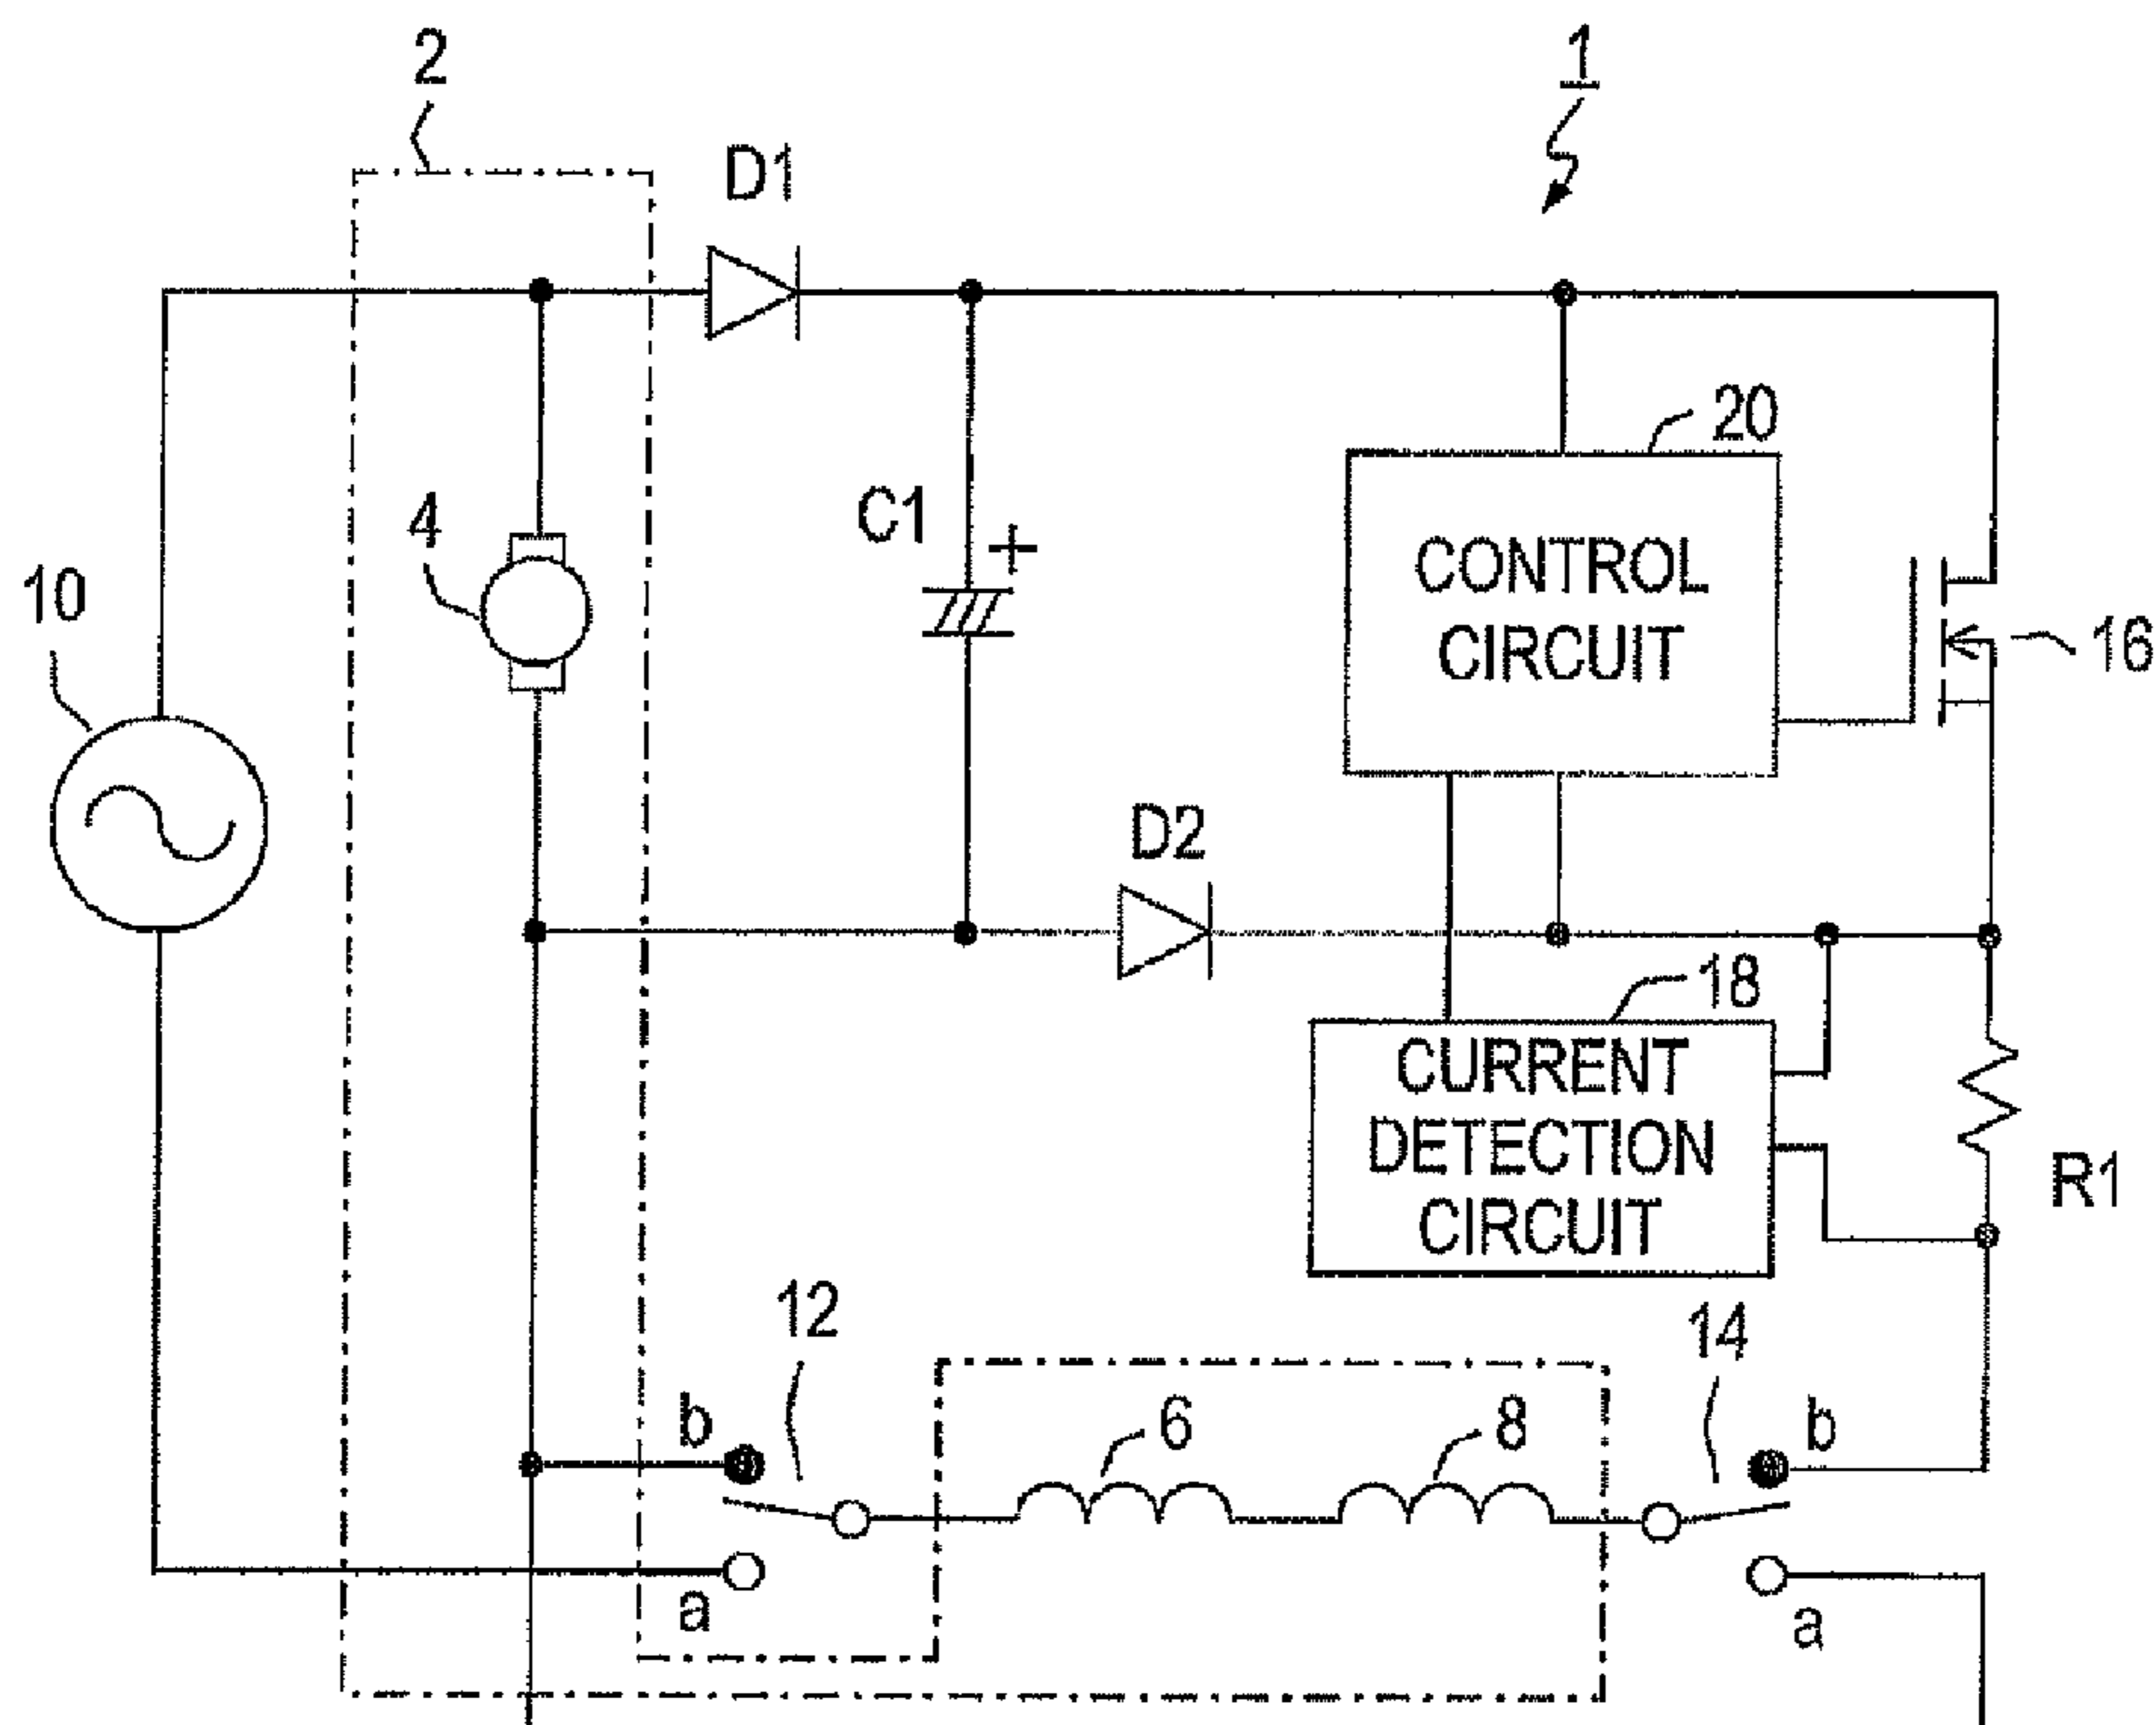 2
1
D1
20
4
C1
+
CONTROL
CIRCUIT
10
16
D2
18
CURRENT
DETECTION
CIRCUIT
R1
12
14
b
6
8
b
a
a